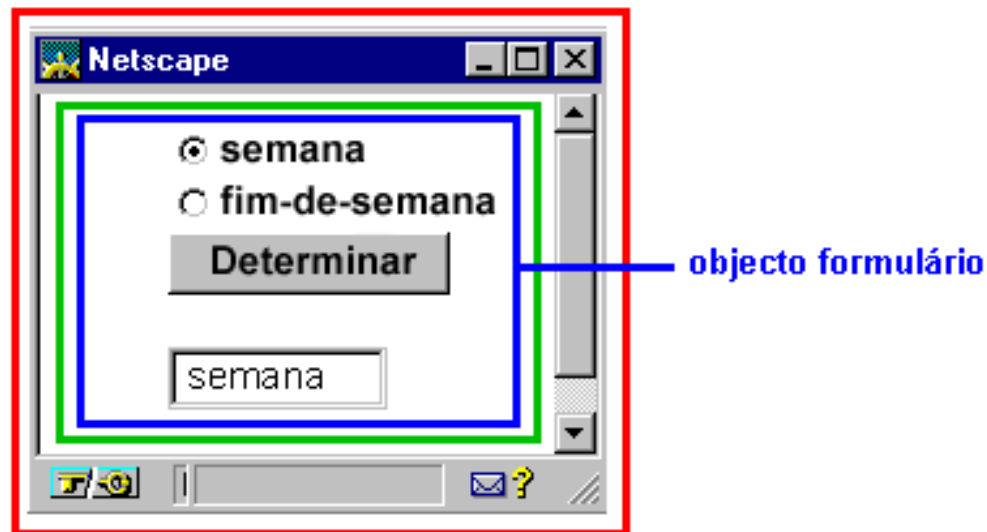 Netscape
semana
fim-de-semana
Determinar
objecto formulário
semana